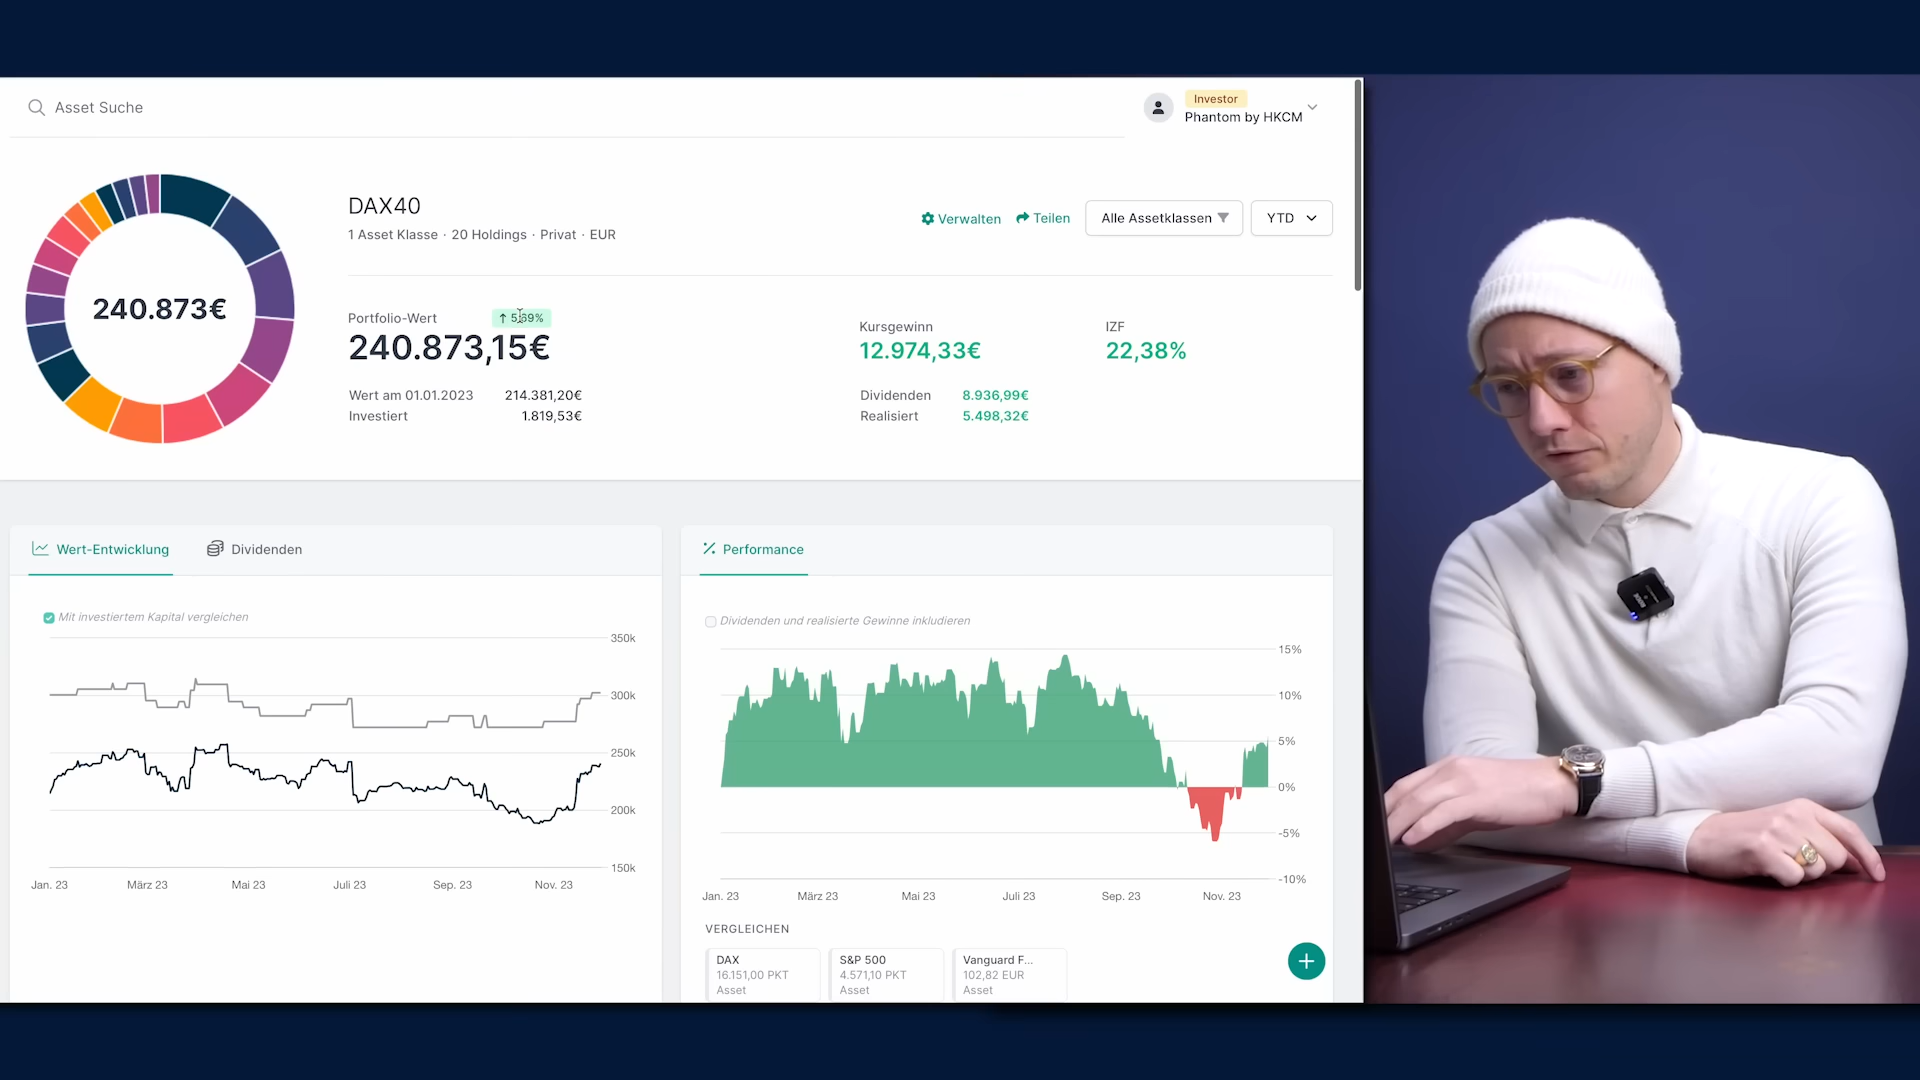 Asset Suche
Investor
Phantom by HKCM
240.873€
DAX40
1 Asset Klasse · 20 Holdings · Privat · EUR
Verwalten
Teilen
Alle Assetklassen
YTD
Portfolio-Wert
↑ 5,69%
240.873,15€
Wert am 01.01.2023 214.381,20€
Investiert 1.819,53€
Kursgewinn
12.974,33€
Dividenden 8.936,99€
Realisiert 5.498,32€
IZF
22,38%
Wert-Entwicklung
Dividenden
Mit investiertem Kapital vergleichen
350k
300k
250k
200k
150k
Jan. 23 März 23 Mai 23 Juli 23 Sep. 23 Nov. 23
Performance
Dividenden und realisierte Gewinne inkludieren
15%
10%
5%
0%
-5%
-10%
Jan. 23 März 23 Mai 23 Juli 23 Sep. 23 Nov. 23
VERGLEICHEN
DAX
16.151,00 PKT
Asset
S&P 500
4.571,10 PKT
Asset
Vanguard F...
102,82 EUR
Asset